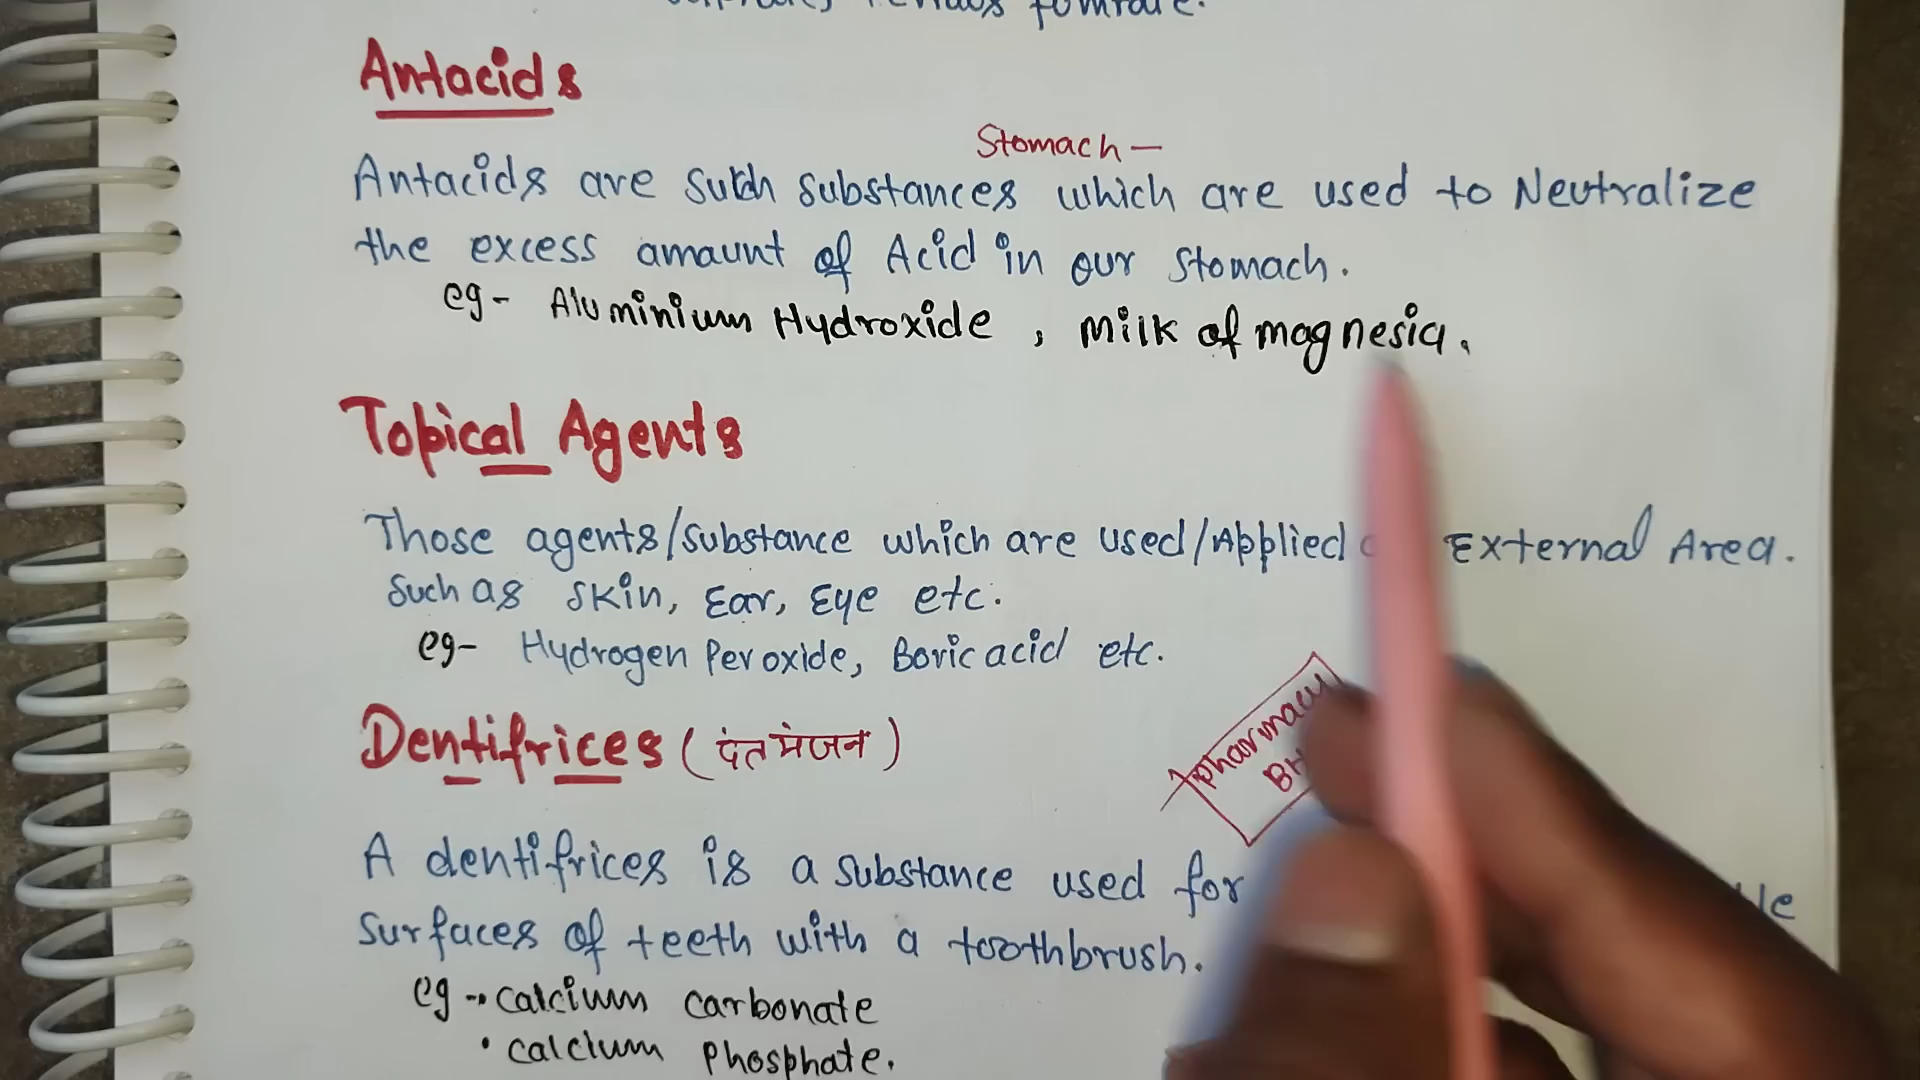 fumrate.
Antacids
Stomach-
Antacids are such substances which are used to Neutralize
the excess amaunt of Acid in our stomach.
eg- Aluminium Hydroxide, Milk of magnesia.
Topical Agents
Those agents/substance which are used/Applied External Area.
Such as Skin, Ear, Eye etc.
eg- Hydrogen Peroxide, Boric acid etc.
Dentifrices (दंत मंजन)
pharmacy
A dentifrices is a substance used for
surfaces of teeth with a toothbrush.
eg → calcium carbonate
• calcium phosphate.